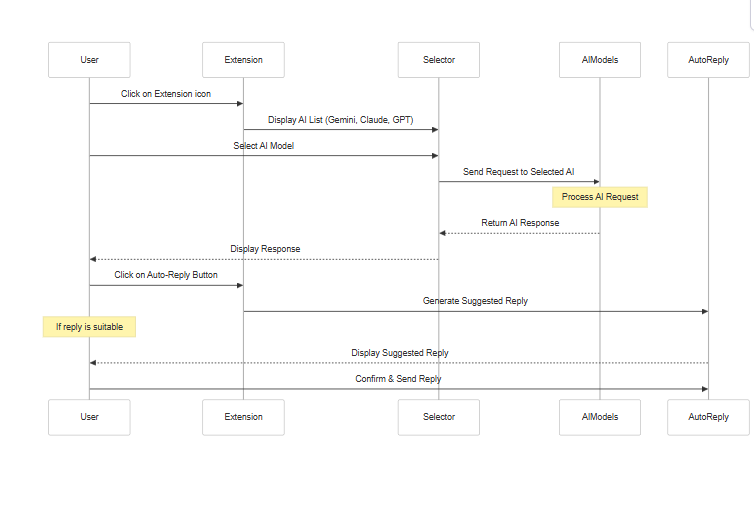 User Extension Selector AIModels AutoReply
Click on Extension icon
Display AI List (Gemini, Claude, GPT)
Select AI Model
Send Request to Selected AI
Process AI Request
Return AI Response
Display Response
Click on Auto-Reply Button
Generate Suggested Reply
If reply is suitable
Display Suggested Reply
Confirm & Send Reply
User Extension Selector AIModels AutoReply